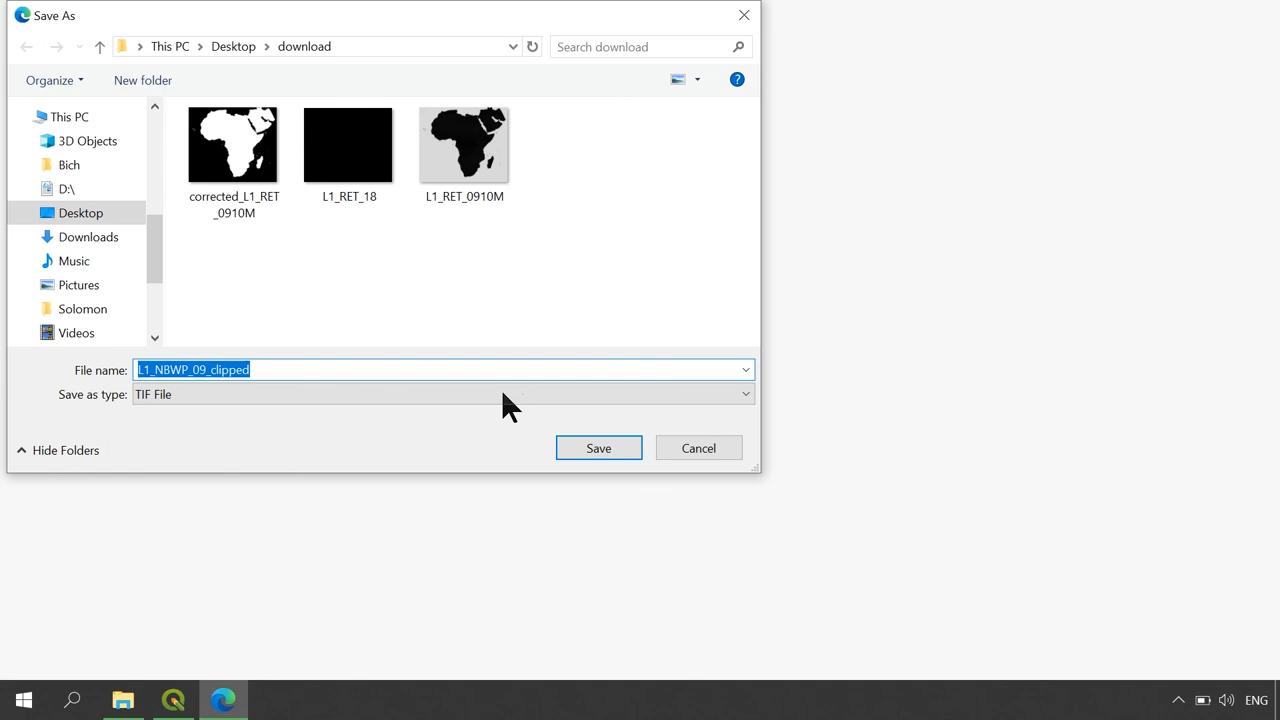 Save As
This PC
Desktop
download
Search download
Organize
New folder
?
This PC
3D Objects
Bich
D:\
Desktop
Downloads
Music
Pictures
Solomon
Videos
corrected_L1_RET
_0910M
L1_RET_18
L1_RET_0910M
File name: L1_NBWP_09_clipped
Save as type: TIF File
Hide Folders
Save
Cancel
ENG